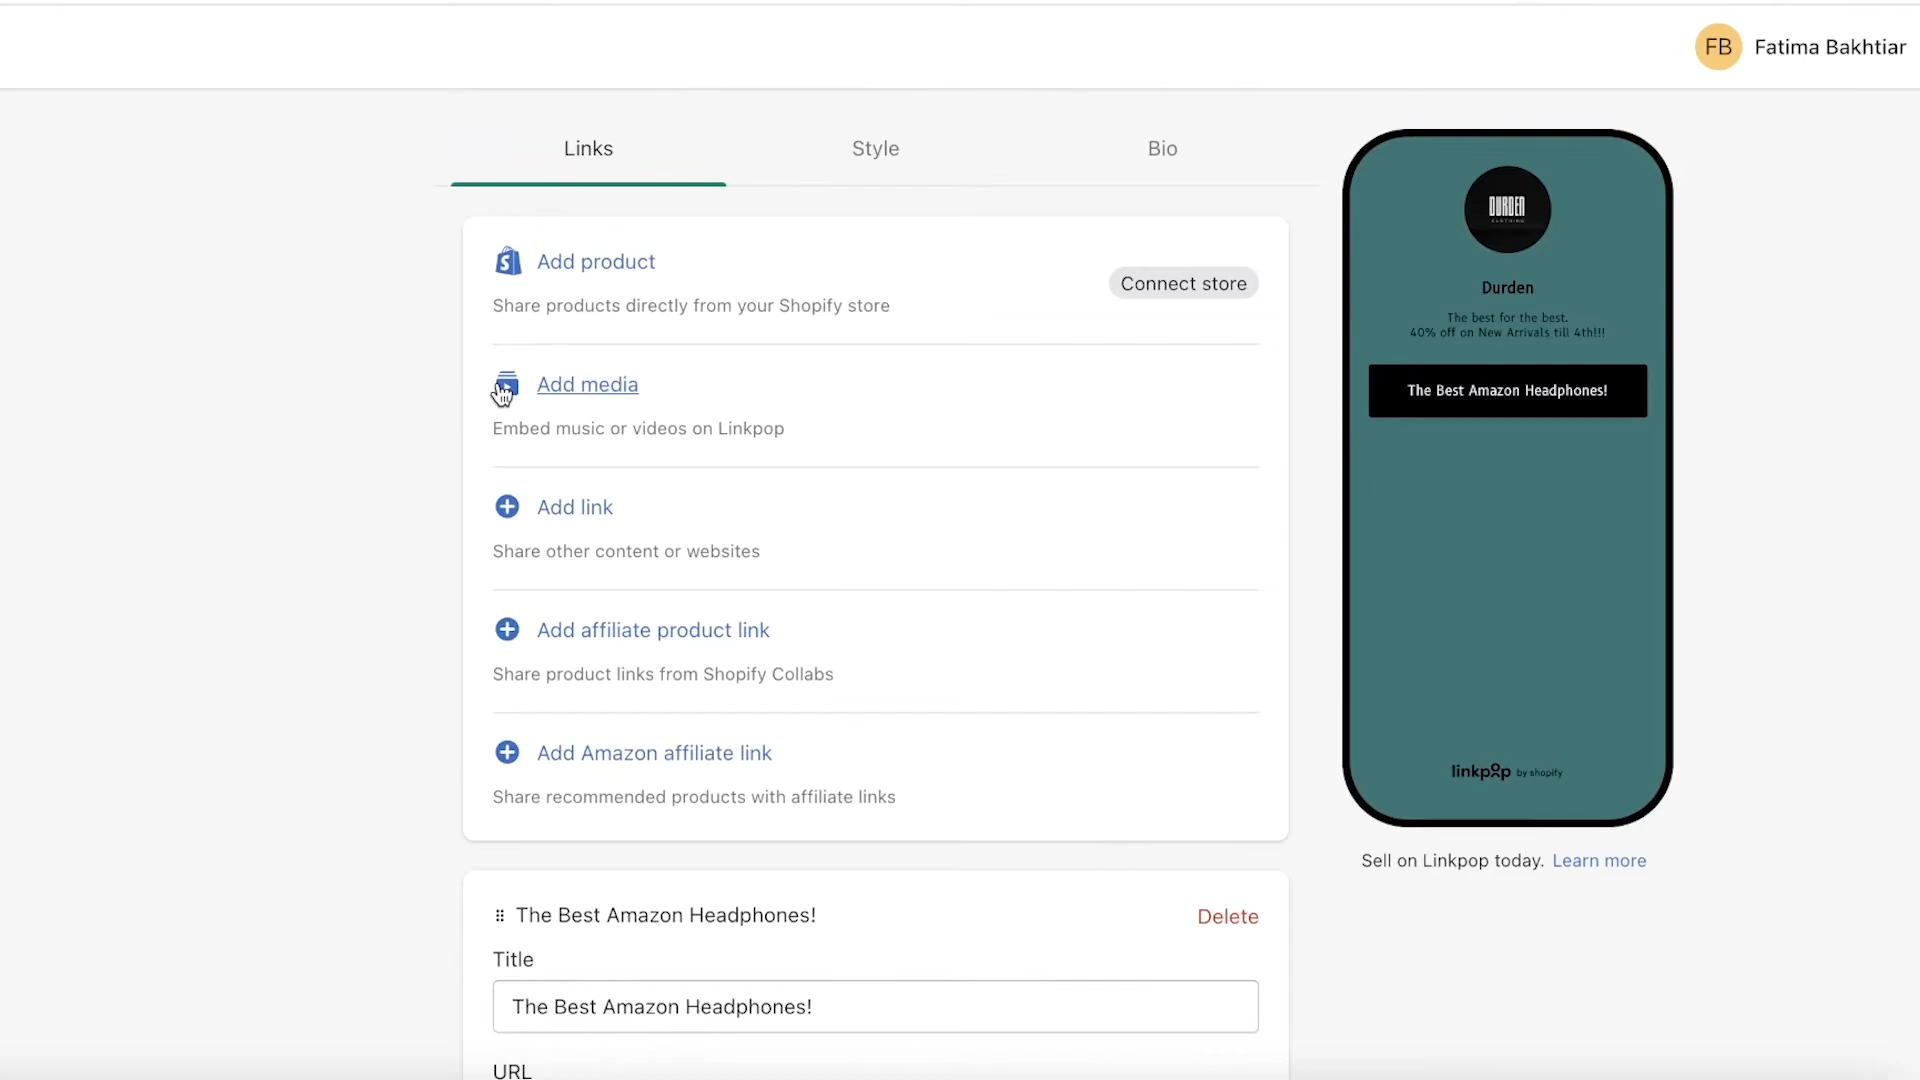 FB Fatima Bakhtiar
Links Style Bio
Add product
Share products directly from your Shopify store
Connect store
Add media
Embed music or videos on Linkpop
Add link
Share other content or websites
Add affiliate product link
Share product links from Shopify Collabs
Add Amazon affiliate link
Share recommended products with affiliate links
The Best Amazon Headphones!
Delete
Title
The Best Amazon Headphones!
URL
DURDEN
CLOTHING
Durden
The best for the best.
40% off on New Arrivals till 4th!!!
The Best Amazon Headphones!
linkpop by shopify
Sell on Linkpop today. Learn more